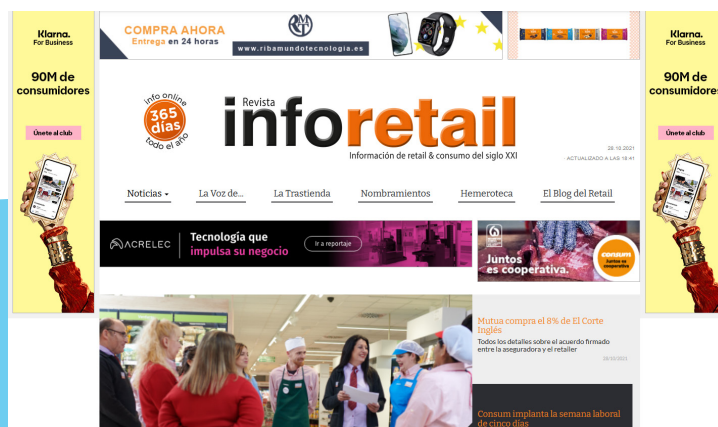 Klarna.
For Business
90M de
consumidores
Únete al club
COMPRA AHORA
Entrega en 24 horas
RMT
www.ribamundotecnologia.es
Klarna.
For Business
90M de
consumidores
Únete al club
info online
365
días
todo el año
Revista
inforetail
Información de retail & consumo del siglo XXI
28.10.2021
- ACTUALIZADO A LAS 18:41
Noticias
La Voz de...
La Trastienda
Nombramientos
Hemeroteca
El Blog del Retail
ACRELEC
Tecnología que
impulsa su negocio
Ir a reportaje
Juntos
es cooperativa.
consum
Mutua compra el 8% de El Corte
Inglés
Todos los detalles sobre el acuerdo firmado
entre la aseguradora y el retailer
28/10/2021
Consum implanta la semana laboral
de cinco días